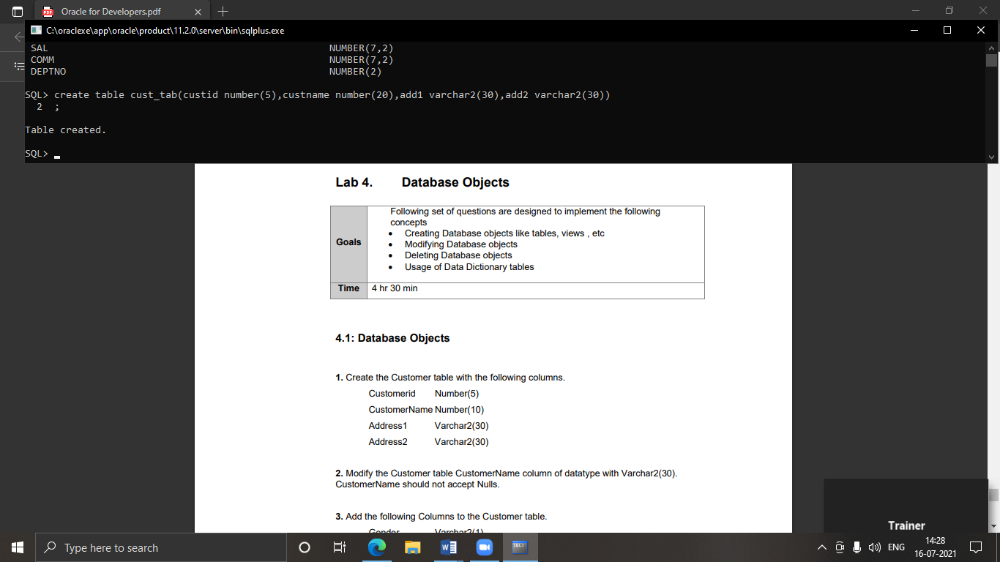 Oracle for Developers.pdf
C:\oraclexe\app\oracle\product\11.2.0\server\bin\sqlplus.exe
SAL NUMBER(7,2)
COMM NUMBER(7,2)
DEPTNO NUMBER(2)
SQL> create table cust_tab(custid number(5),custname number(20),add1 varchar2(30),add2 varchar2(30))
2 ;
Table created.
SQL>
Lab 4. Database Objects
Goals
Following set of questions are designed to implement the following
concepts
• Creating Database objects like tables, views , etc
• Modifying Database objects
• Deleting Database objects
• Usage of Data Dictionary tables
Time 4 hr 30 min
4.1: Database Objects
1. Create the Customer table with the following columns.
Customerid Number(5)
CustomerName Number(10)
Address1 Varchar2(30)
Address2 Varchar2(30)
2. Modify the Customer table CustomerName column of datatype with Varchar2(30).
CustomerName should not accept Nulls.
3. Add the following Columns to the Customer table.
Gender Varchar2(1)
Trainer
Type here to search
ENG
14:28
16-07-2021